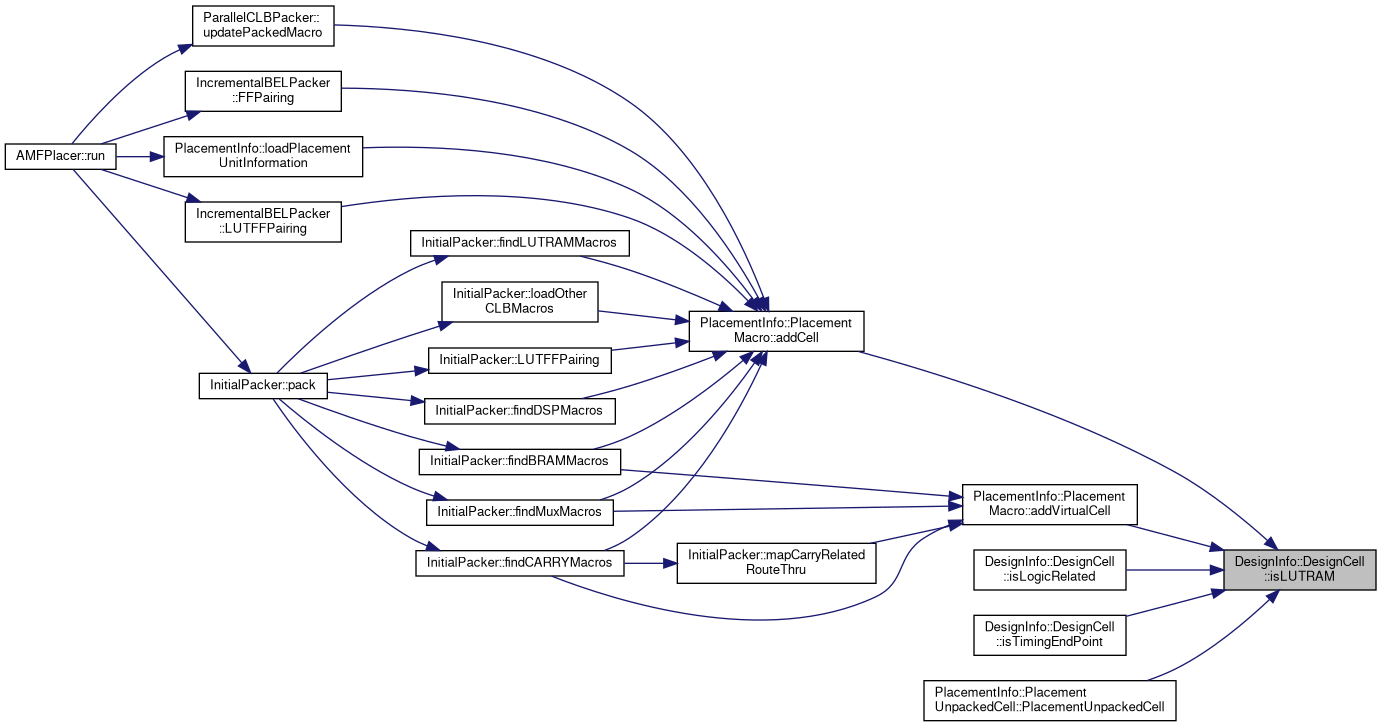 ParallelCLBPacker::
updatePackedMacro
IncrementalBELPacker
::FFPairing
AMFPlacer::run
PlacementInfo::loadPlacement
UnitInformation
IncrementalBELPacker
::LUTFFPairing
InitialPacker::findLUTRAMMacros
InitialPacker::loadOther
CLBMacros
PlacementInfo::Placement
Macro::addCell
InitialPacker::LUTFFPairing
InitialPacker::pack
InitialPacker::findDSPMacros
InitialPacker::findBRAMMacros
InitialPacker::findMuxMacros
PlacementInfo::Placement
Macro::addVirtualCell
InitialPacker::findCARRYMacros
InitialPacker::mapCarryRelated
RouteThru
DesignInfo::DesignCell
::isLogicRelated
DesignInfo::DesignCell
::isLUTRAM
DesignInfo::DesignCell
::isTimingEndPoint
PlacementInfo::Placement
UnpackedCell::PlacementUnpackedCell